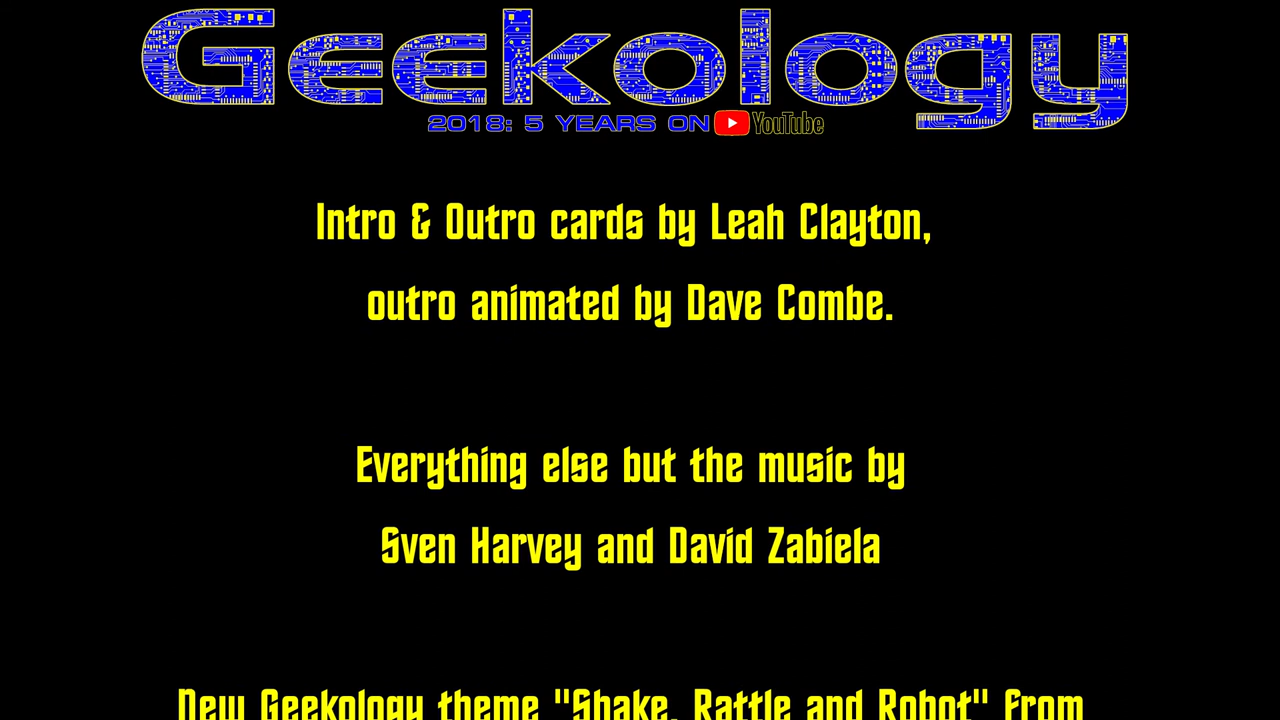 Geekology
2018: 5 YEARS ON YouTube
Intro & Outro cards by Leah Clayton,
outro animated by Dave Combe.
Everything else but the music by
Sven Harvey and David Zabiela
New Geekology theme "Shake, Rattle and Robot" from